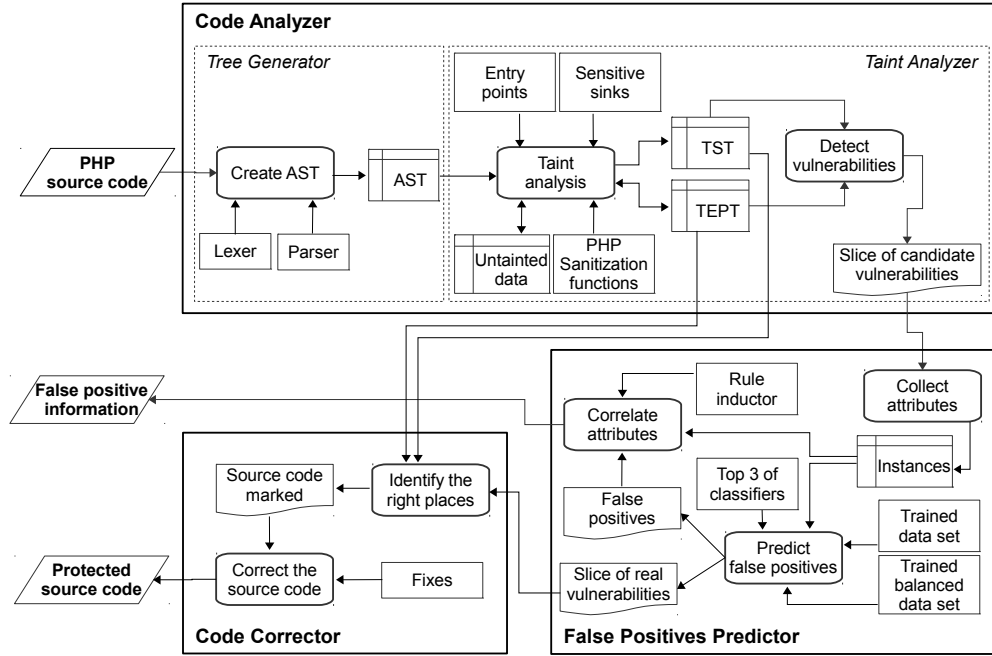 Code Analyzer
Tree Generator
Taint Analyzer
Entry
points
Sensitive
sinks
PHP
source code
Create AST
AST
Taint
analysis
TST
TEPT
Detect
vulnerabilities
Lexer
Parser
Untainted
data
PHP
Sanitization
functions
Slice of candidate
vulnerabilities
False positive
information
Correlate
attributes
Rule
inductor
Collect
attributes
Instances
Source code
marked
Identify the
right places
False
positives
Top 3 of
classifiers
Trained
data set
Predict
false positives
Trained
balanced
data set
Protected
source code
Correct the
source code
Fixes
Slice of real
vulnerabilities
Code Corrector
False Positives Predictor